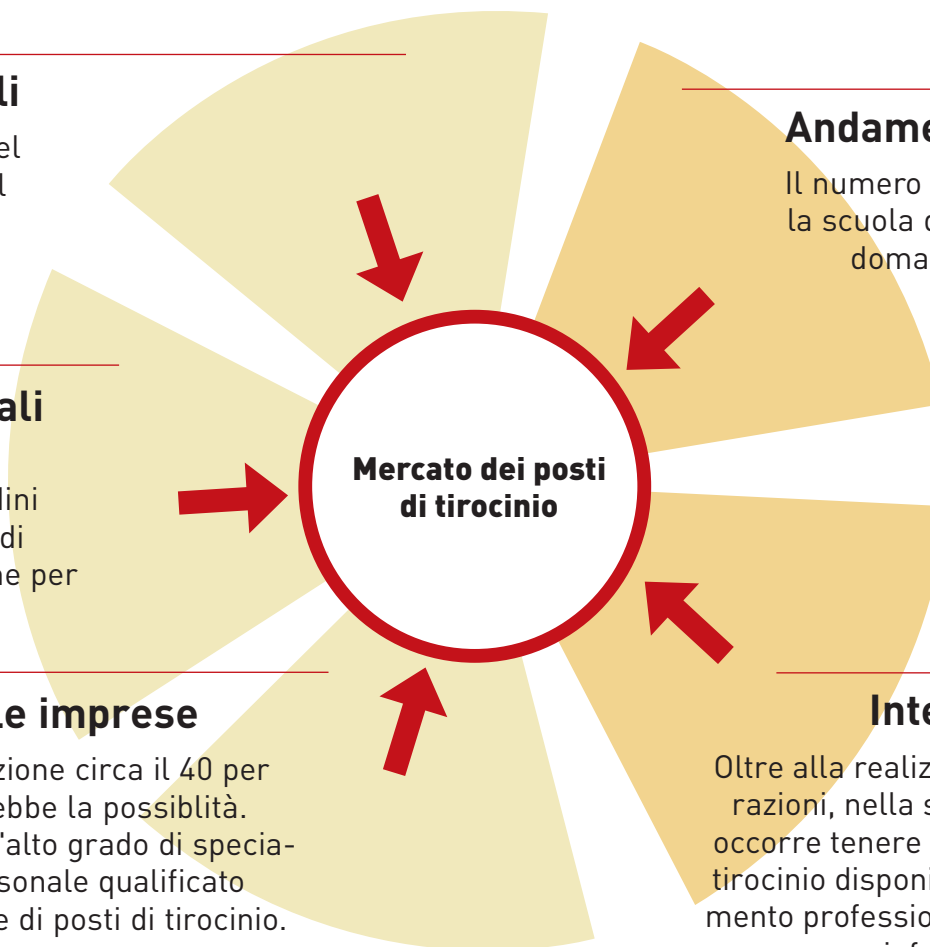 li
el
l
ali
lini
di
ne per
le imprese
zione circa il 40 per
ebbe la possiblità.
'alto grado di specia-
sonale qualificato
e di posti di tirocinio.
Mercato dei posti
di tirocinio
Andame
Il numero
la scuola
doma
Inte
Oltre alla realiz
razioni, nella s
occorre tenere
tirocinio disponi
mento professio